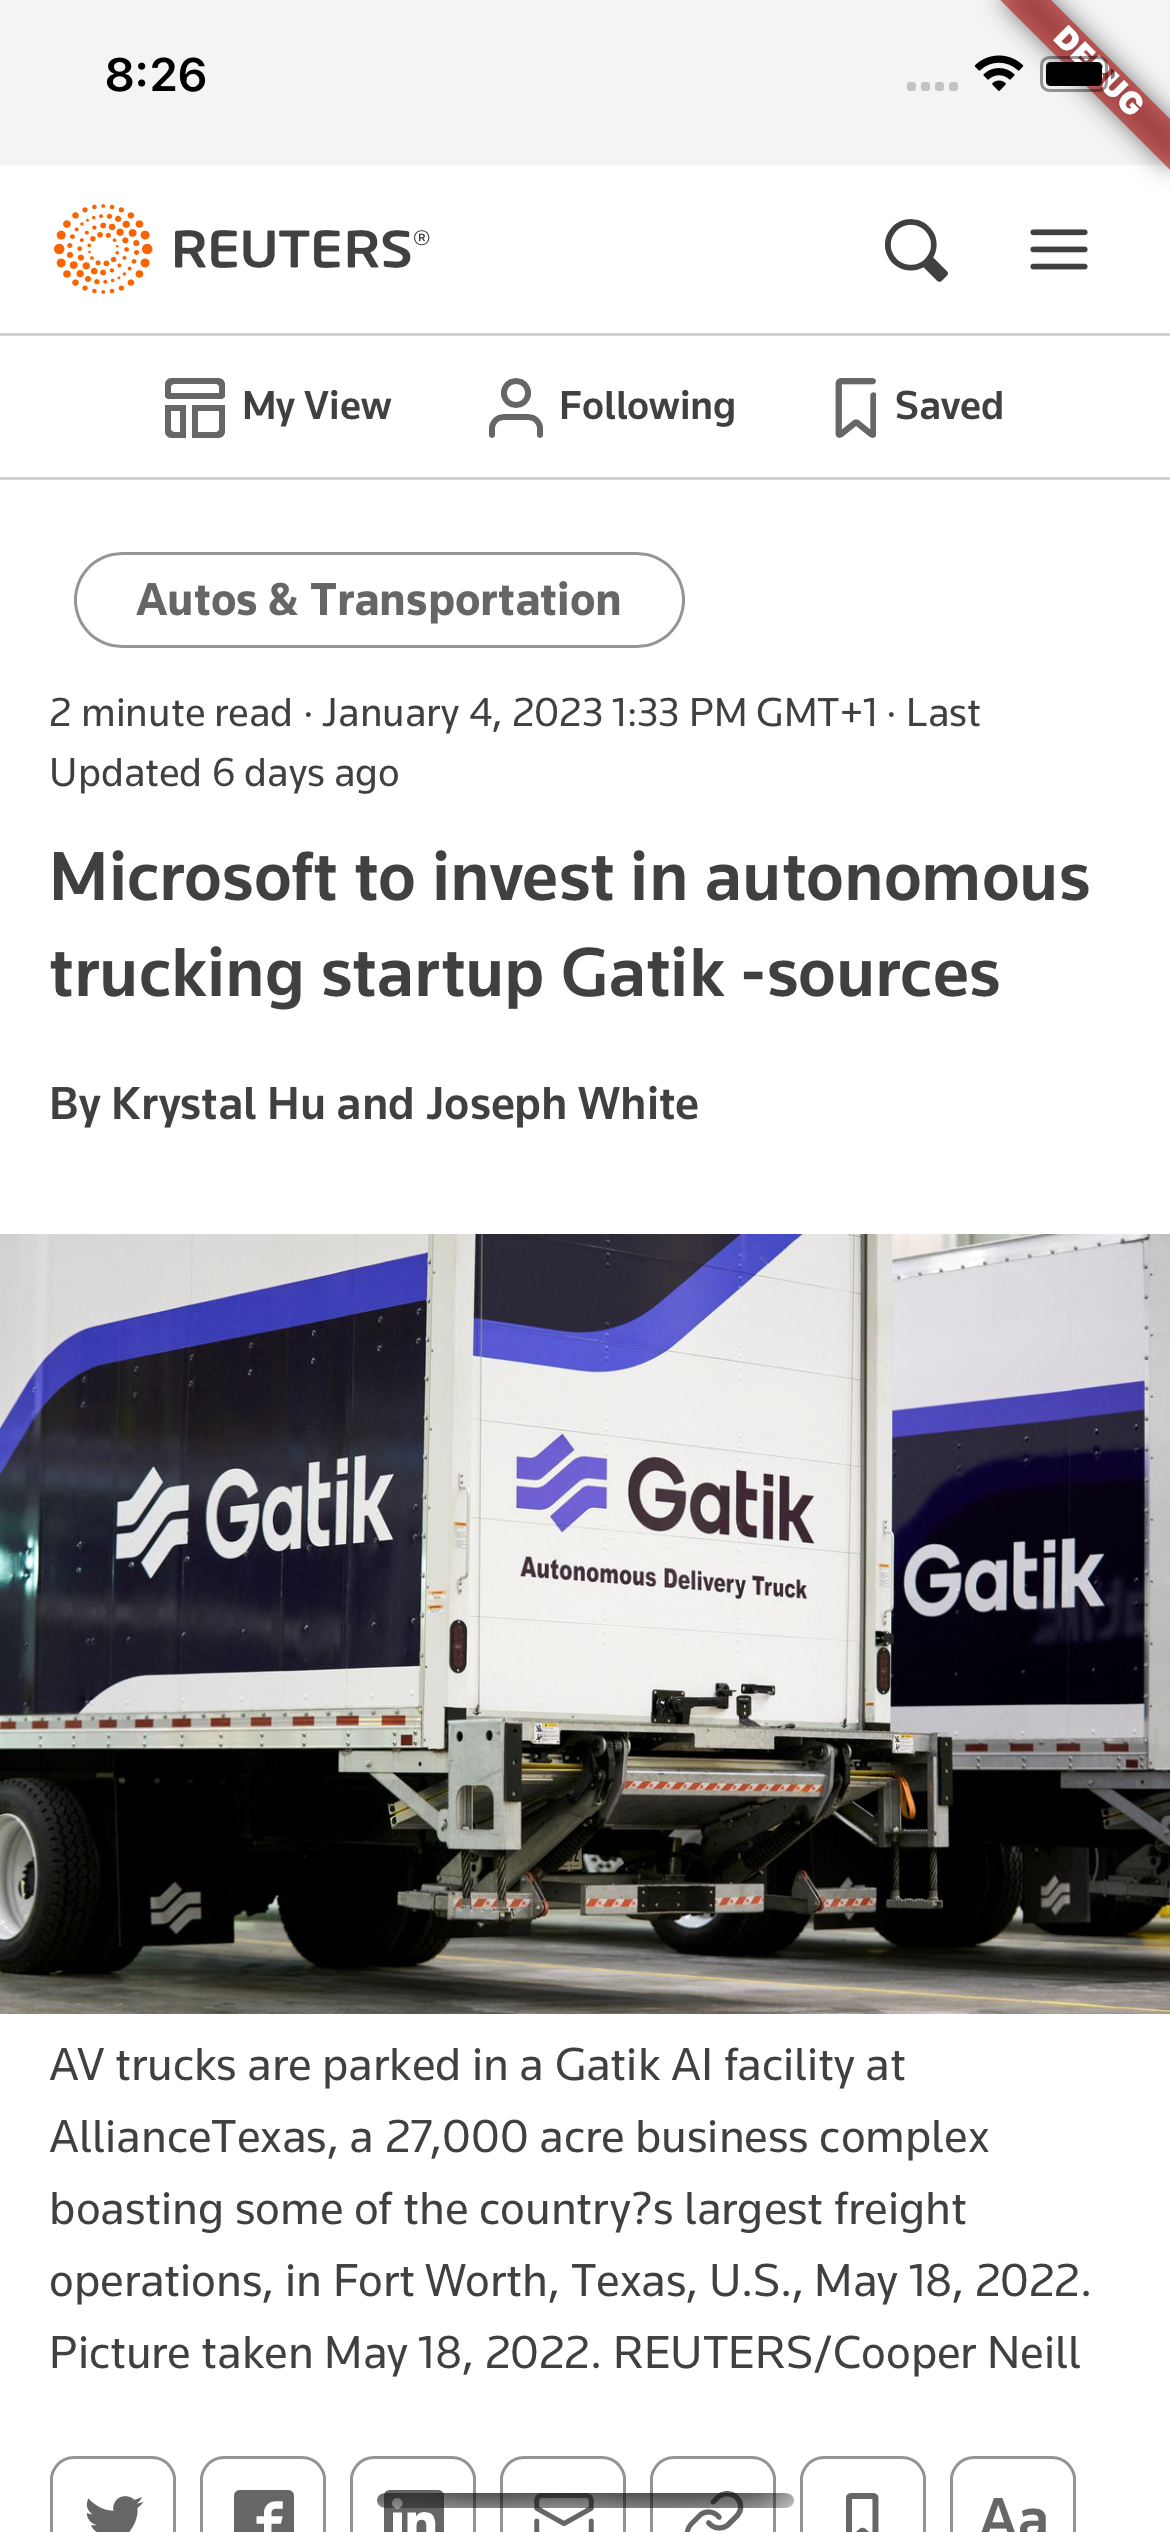 8:26
DEBUG
REUTERS®
My View
Following
Saved
Autos & Transportation
2 minute read · January 4, 2023 1:33 PM GMT+1 · Last
Updated 6 days ago
Microsoft to invest in autonomous
trucking startup Gatik -sources
By Krystal Hu and Joseph White
Gatik
Gatik
Autonomous Delivery Truck
Gatik
AV trucks are parked in a Gatik AI facility at
AllianceTexas, a 27,000 acre business complex
boasting some of the country?s largest freight
operations, in Fort Worth, Texas, U.S., May 18, 2022.
Picture taken May 18, 2022. REUTERS/Cooper Neill
f
in
Aa